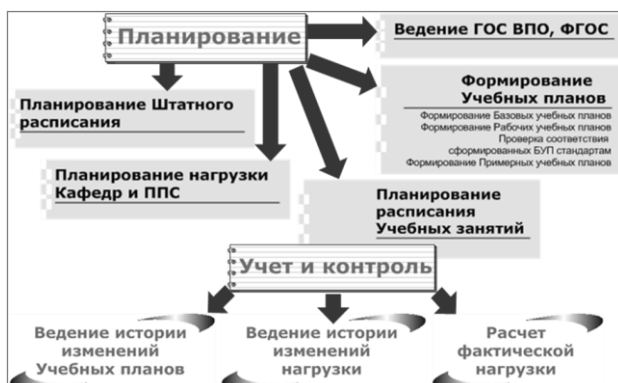 Планирование
Ведение ГОС ВПО, ФГОС
Формирование
Учебных планов
Формирование Базовых учебных планов
Формирование Рабочих учебных планов
Проверка соответствия
сформированных БУП стандартам
Формирование Примерных учебных планов
Планирование Штатного
расписания
Планирование нагрузки
Кафедр и ППС
Планирование
расписания
Учебных занятий
Учет и контроль
Ведение истории
изменений
Учебных планов
Ведение истории
изменений
нагрузки
Расчет
фактической
нагрузки